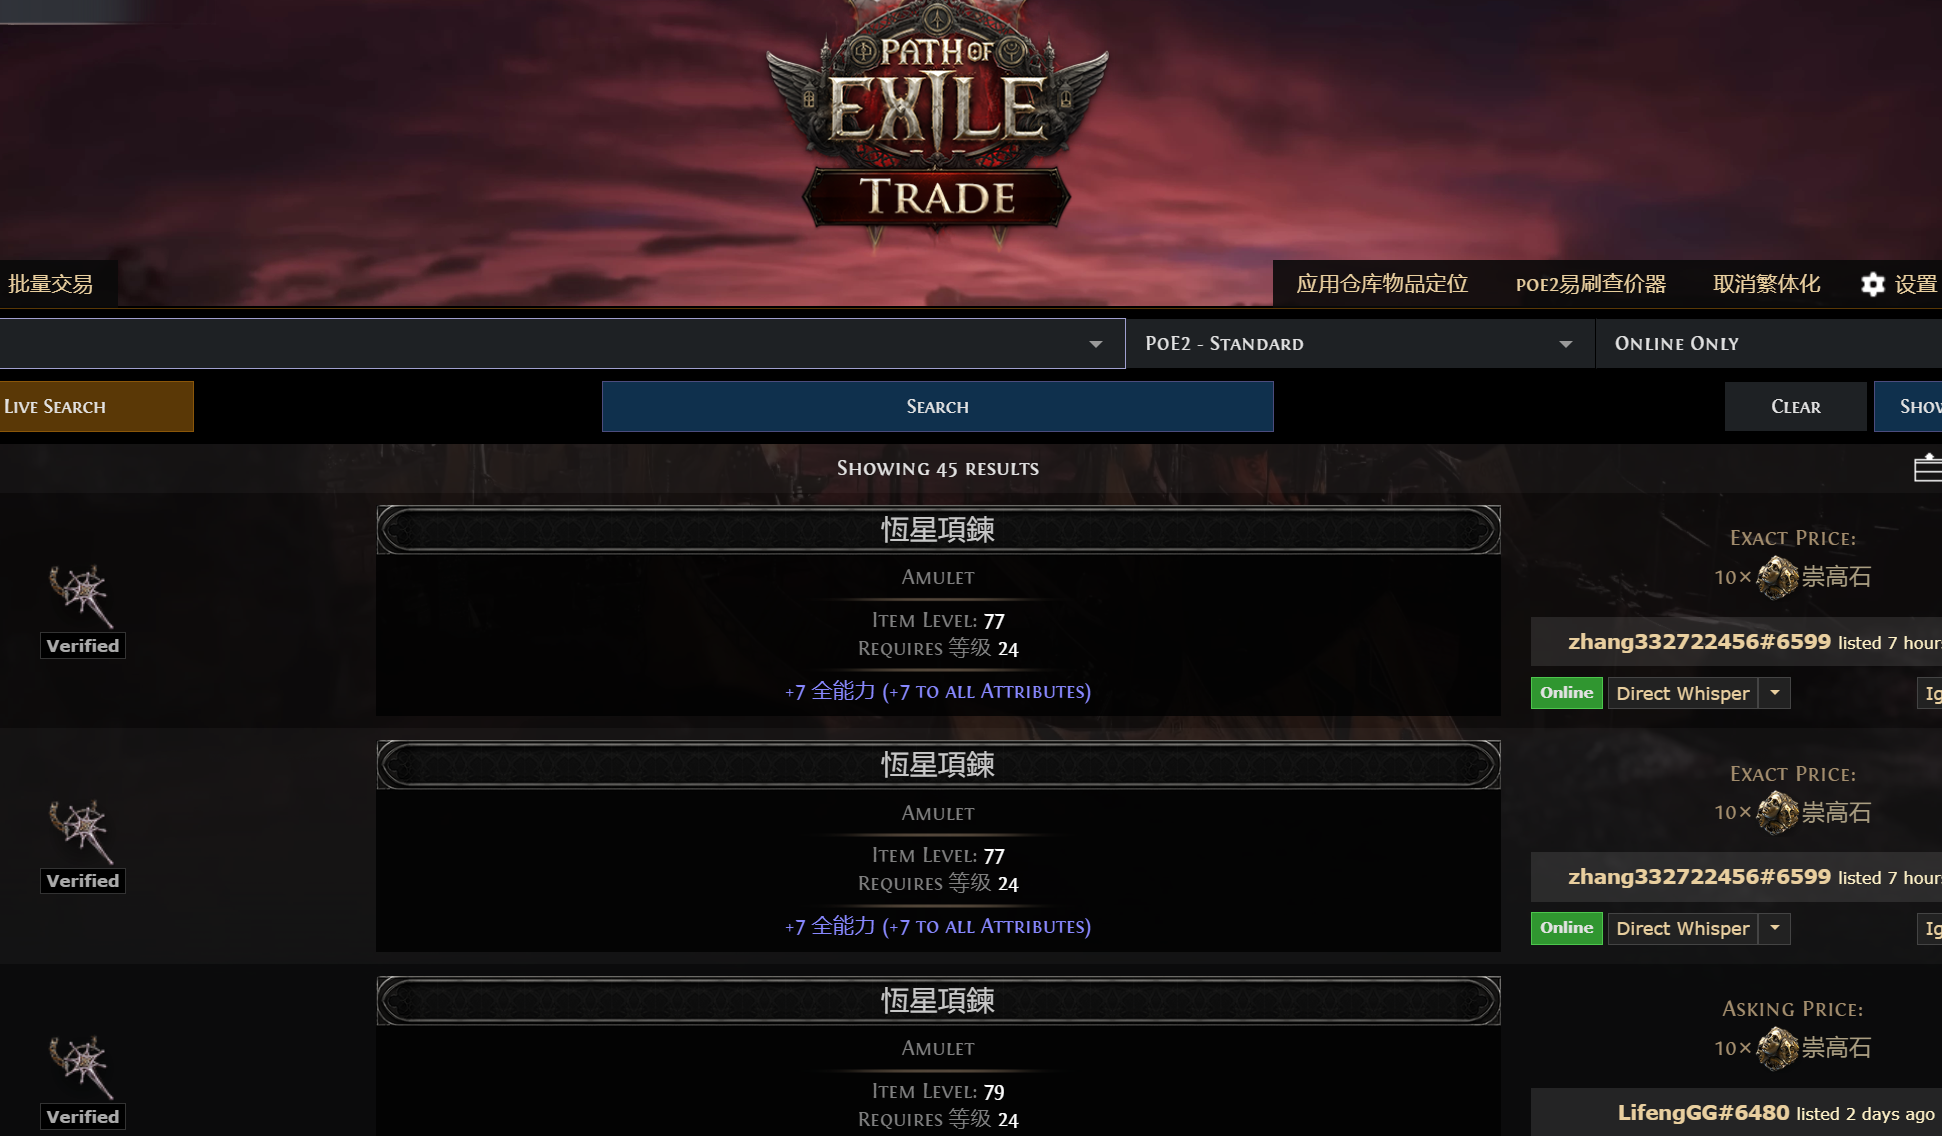 PATH OF
EXILE
TRADE
批量交易
应用仓库物品定位
POE2易刷查价器
取消繁体化
设置
PoE2 - Standard
Online Only
Live Search
Search
Clear
Show
Showing 45 results
恆星項鍊
Amulet
Item Level: 77
Requires 等级 24
+7 全能力 (+7 to all Attributes)
Verified
Exact Price:
10×崇高石
zhang332722456#6599 listed 7 hours
Online
Direct Whisper
Ig
恆星項鍊
Amulet
Item Level: 77
Requires 等级 24
+7 全能力 (+7 to all Attributes)
Verified
Exact Price:
10×崇高石
zhang332722456#6599 listed 7 hours
Online
Direct Whisper
Ig
恆星項鍊
Amulet
Item Level: 79
Requires 等级 24
Verified
Asking Price:
10×崇高石
LifengGG#6480 listed 2 days ago